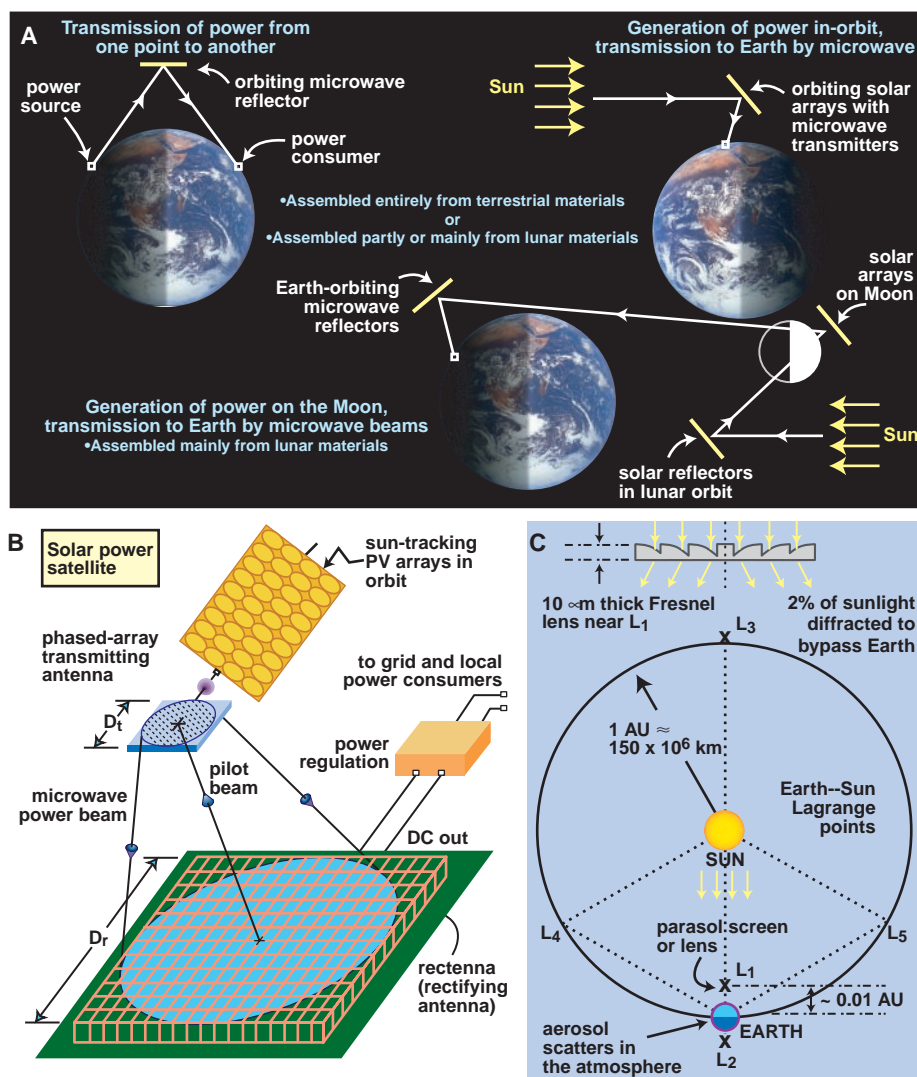 A
Transmission of power from
one point to another
orbiting microwave
reflector
power
source
power
consumer
Generation of power in-orbit,
transmission to Earth by microwave
Sun
orbiting solar
arrays with
microwave
transmitters
•Assembled entirely from terrestrial materials
or
•Assembled partly or mainly from lunar materials
Earth-orbiting
microwave
reflectors
solar
arrays
on Moon
Generation of power on the Moon,
transmission to Earth by microwave beams
•Assembled mainly from lunar materials
Sun
solar reflectors
in lunar orbit
B
Solar power
satellite
sun-tracking
PV arrays in
orbit
phased-array
transmitting
antenna
to grid and local
power consumers
Dt
power
regulation
pilot
beam
microwave
power beam
DC out
Dr
rectenna
(rectifying
antenna)
C
10 ∝m thick Fresnel
lens near L1
2% of sunlight
diffracted to
bypass Earth
L3
x
1 AU ≈
150 x 10⁶ km
Earth--Sun
Lagrange
points
SUN
L4
L5
parasol screen
or lens
L1
x
~ 0.01 AU
EARTH
aerosol
scatters in
the atmosphere
x
L2